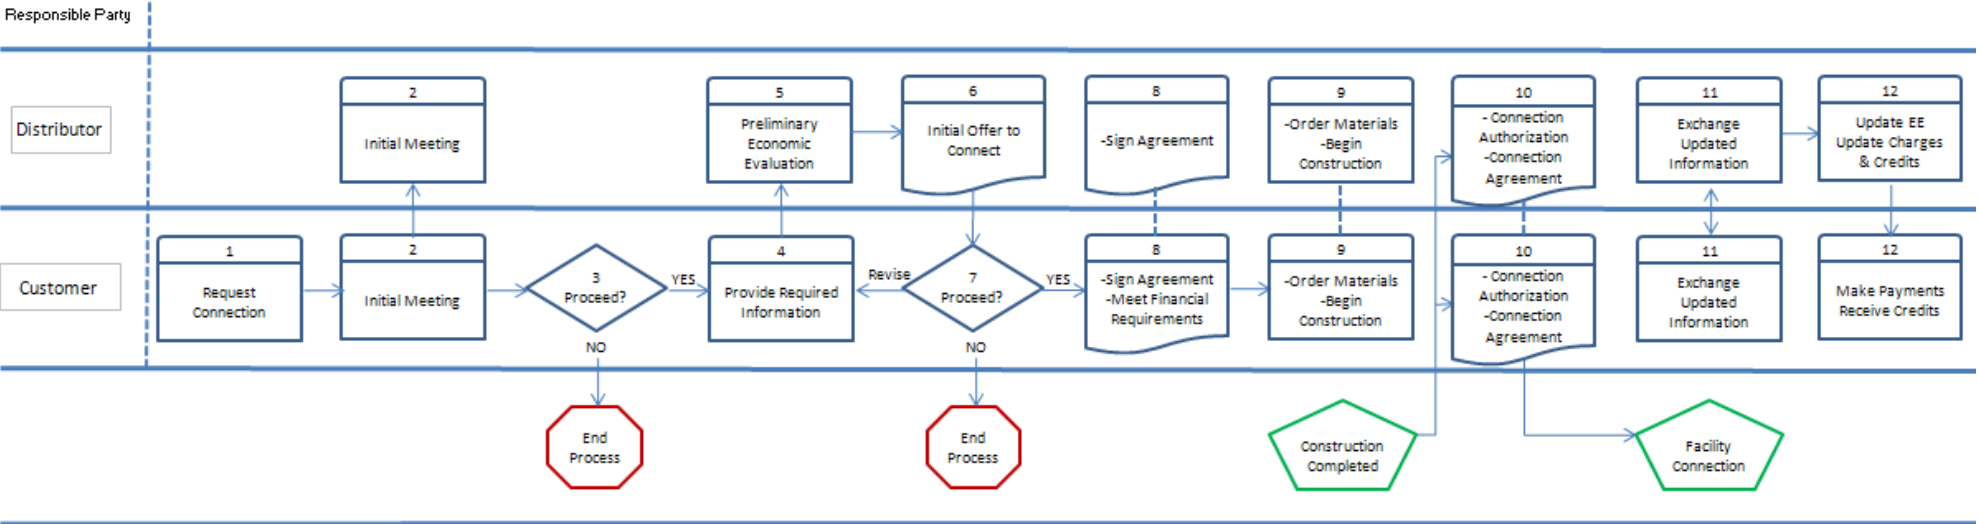 Responsible Party
Distributor
2
Initial Meeting
5
Preliminary
Economic
Evaluation
6
Initial Offer to
Connect
8
-Sign Agreement
9
-Order Materials
-Begin
Construction
10
- Connection
Authorization
-Connection
Agreement
11
Exchange
Updated
Information
12
Update EE
Update Charges
& Credits
Customer
1
Request
Connection
2
Initial Meeting
3
Proceed?
YES
NO
4
Provide Required
Information
Revise
7
Proceed?
YES
NO
8
-Sign Agreement
-Meet Financial
Requirements
9
-Order Materials
-Begin
Construction
10
- Connection
Authorization
-Connection
Agreement
11
Exchange
Updated
Information
12
Make Payments
Receive Credits
End
Process
End
Process
Construction
Completed
Facility
Connection